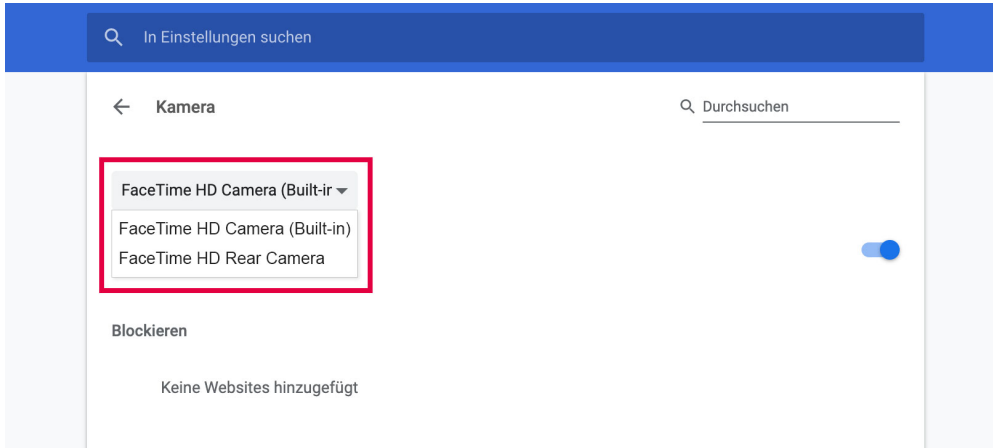 In Einstellungen suchen
Kamera
Durchsuchen
FaceTime HD Camera (Built-ir
FaceTime HD Camera (Built-in)
FaceTime HD Rear Camera
Blockieren
Keine Websites hinzugefügt